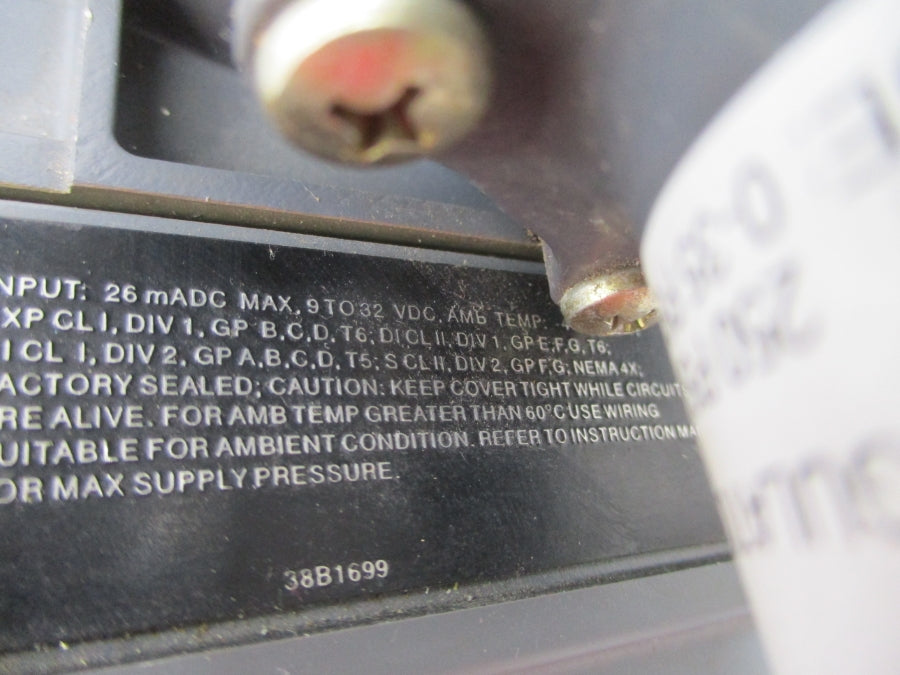 NPUT: 26 mADC MAX, 9 TO 32 VDC, AMB TEMP:
XP CL I, DIV 1, GP B,C,D, T6; DI CL II, DIV 1, GP E,F,G, T6;
I CL I, DIV 2, GP A,B,C,D, T5; S CL II, DIV 2, GP F,G; NEMA 4X;
ACTORY SEALED; CAUTION: KEEP COVER TIGHT WHILE CIRCUITS
RE ALIVE. FOR AMB TEMP GREATER THAN 60°C USE WIRING
UITABLE FOR AMBIENT CONDITION. REFER TO INSTRUCTION MA
OR MAX SUPPLY PRESSURE.
38B1699